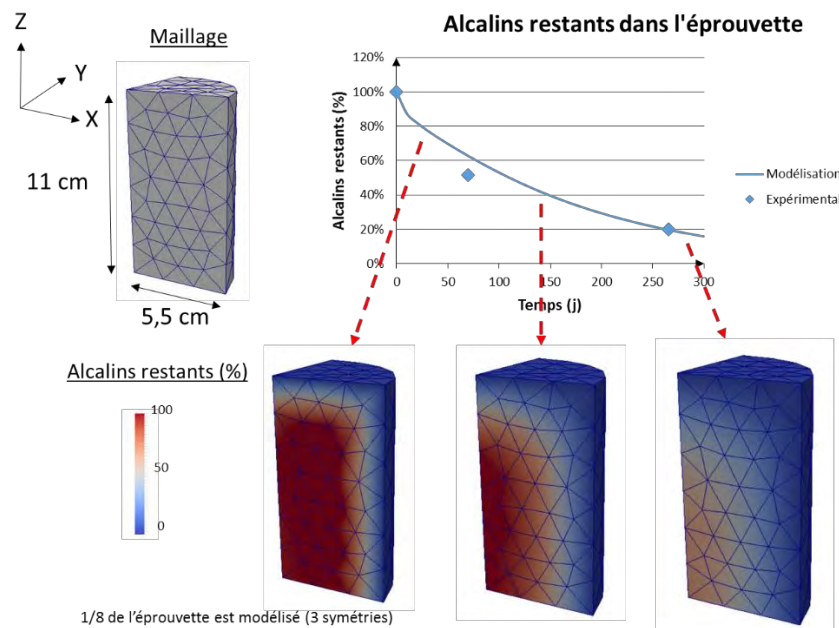 Z
Y
X
Maillage
11 cm
5,5 cm
Alcalins restants dans l'éprouvette
Alcalins restants (%)
120%
100%
80%
60%
40%
20%
0%
0
50
100
150
200
250
300
Temps (j)
Modélisation
Expérimental
Alcalins restants (%)
100
50
0
1/8 de l'éprouvette est modélisé (3 symétries)